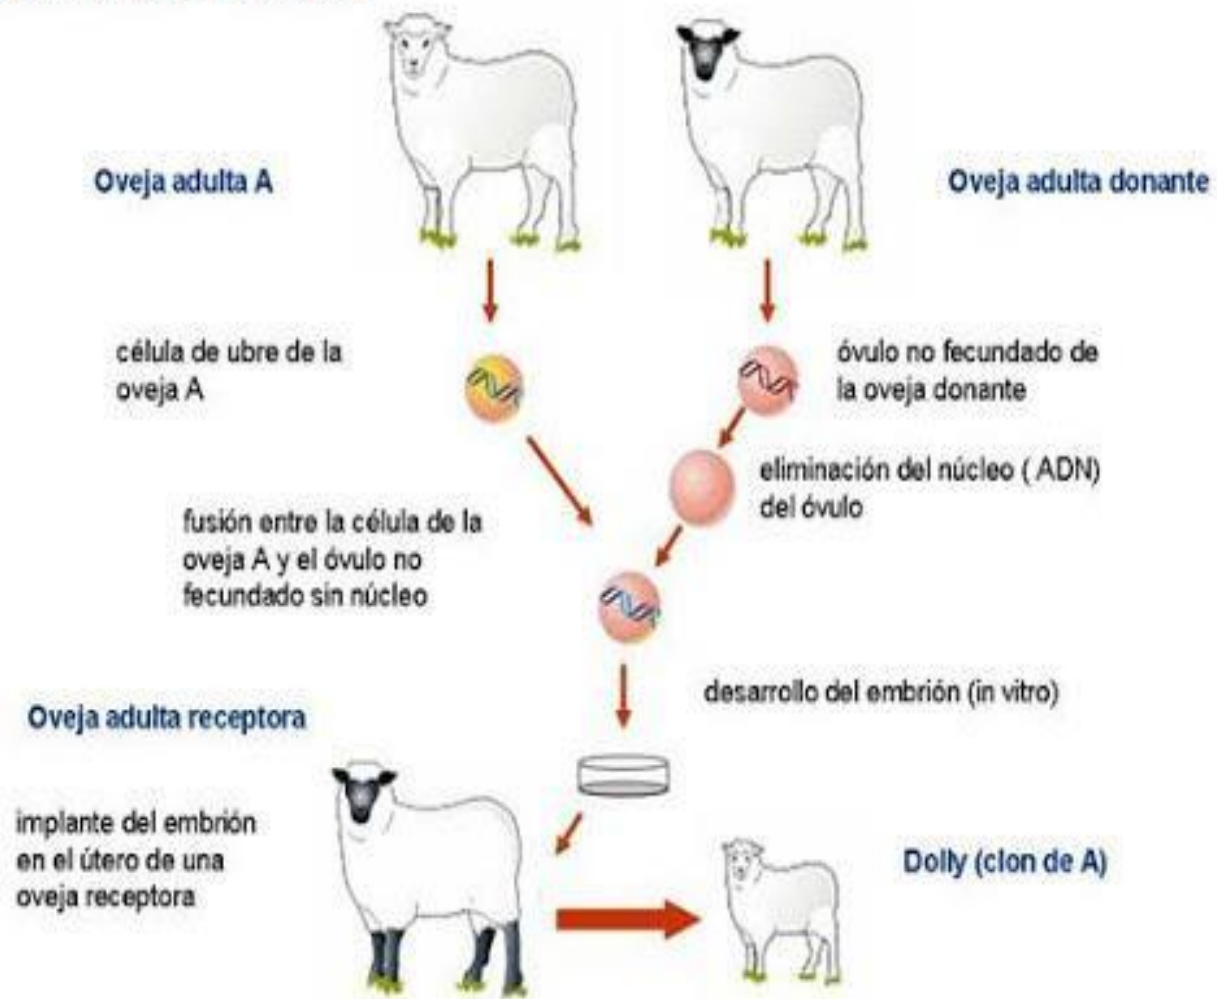 Oveja adulta A
Oveja adulta donante
célula de ubre de la
oveja A
óvulo no fecundado de
la oveja donante
eliminación del núcleo ( ADN)
del óvulo
fusión entre la célula de la
oveja A y el óvulo no
fecundado sin núcleo
desarrollo del embrión (in vitro)
Oveja adulta receptora
implante del embrión
en el útero de una
oveja receptora
Dolly (clon de A)